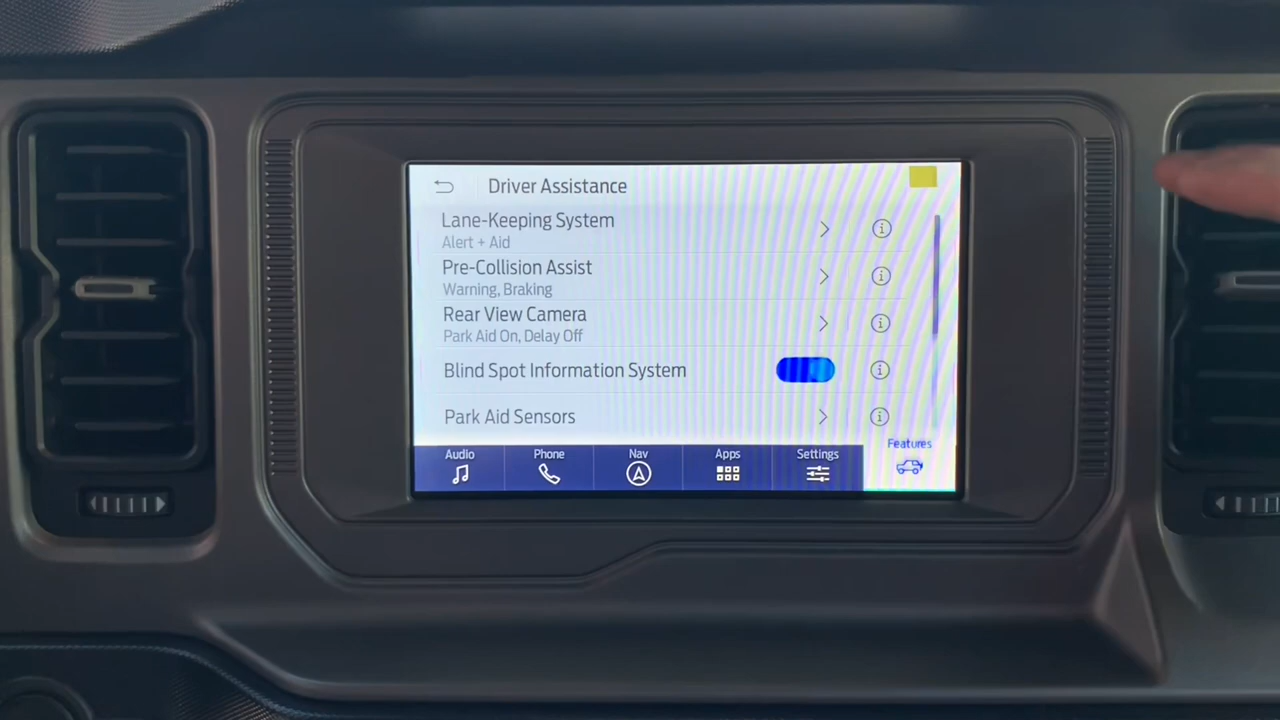 Driver Assistance
Lane-Keeping System
Alert + Aid
Pre-Collision Assist
Warning, Braking
Rear View Camera
Park Aid On, Delay Off
Blind Spot Information System
Park Aid Sensors
Audio
Phone
Nav
Apps
Settings
Features